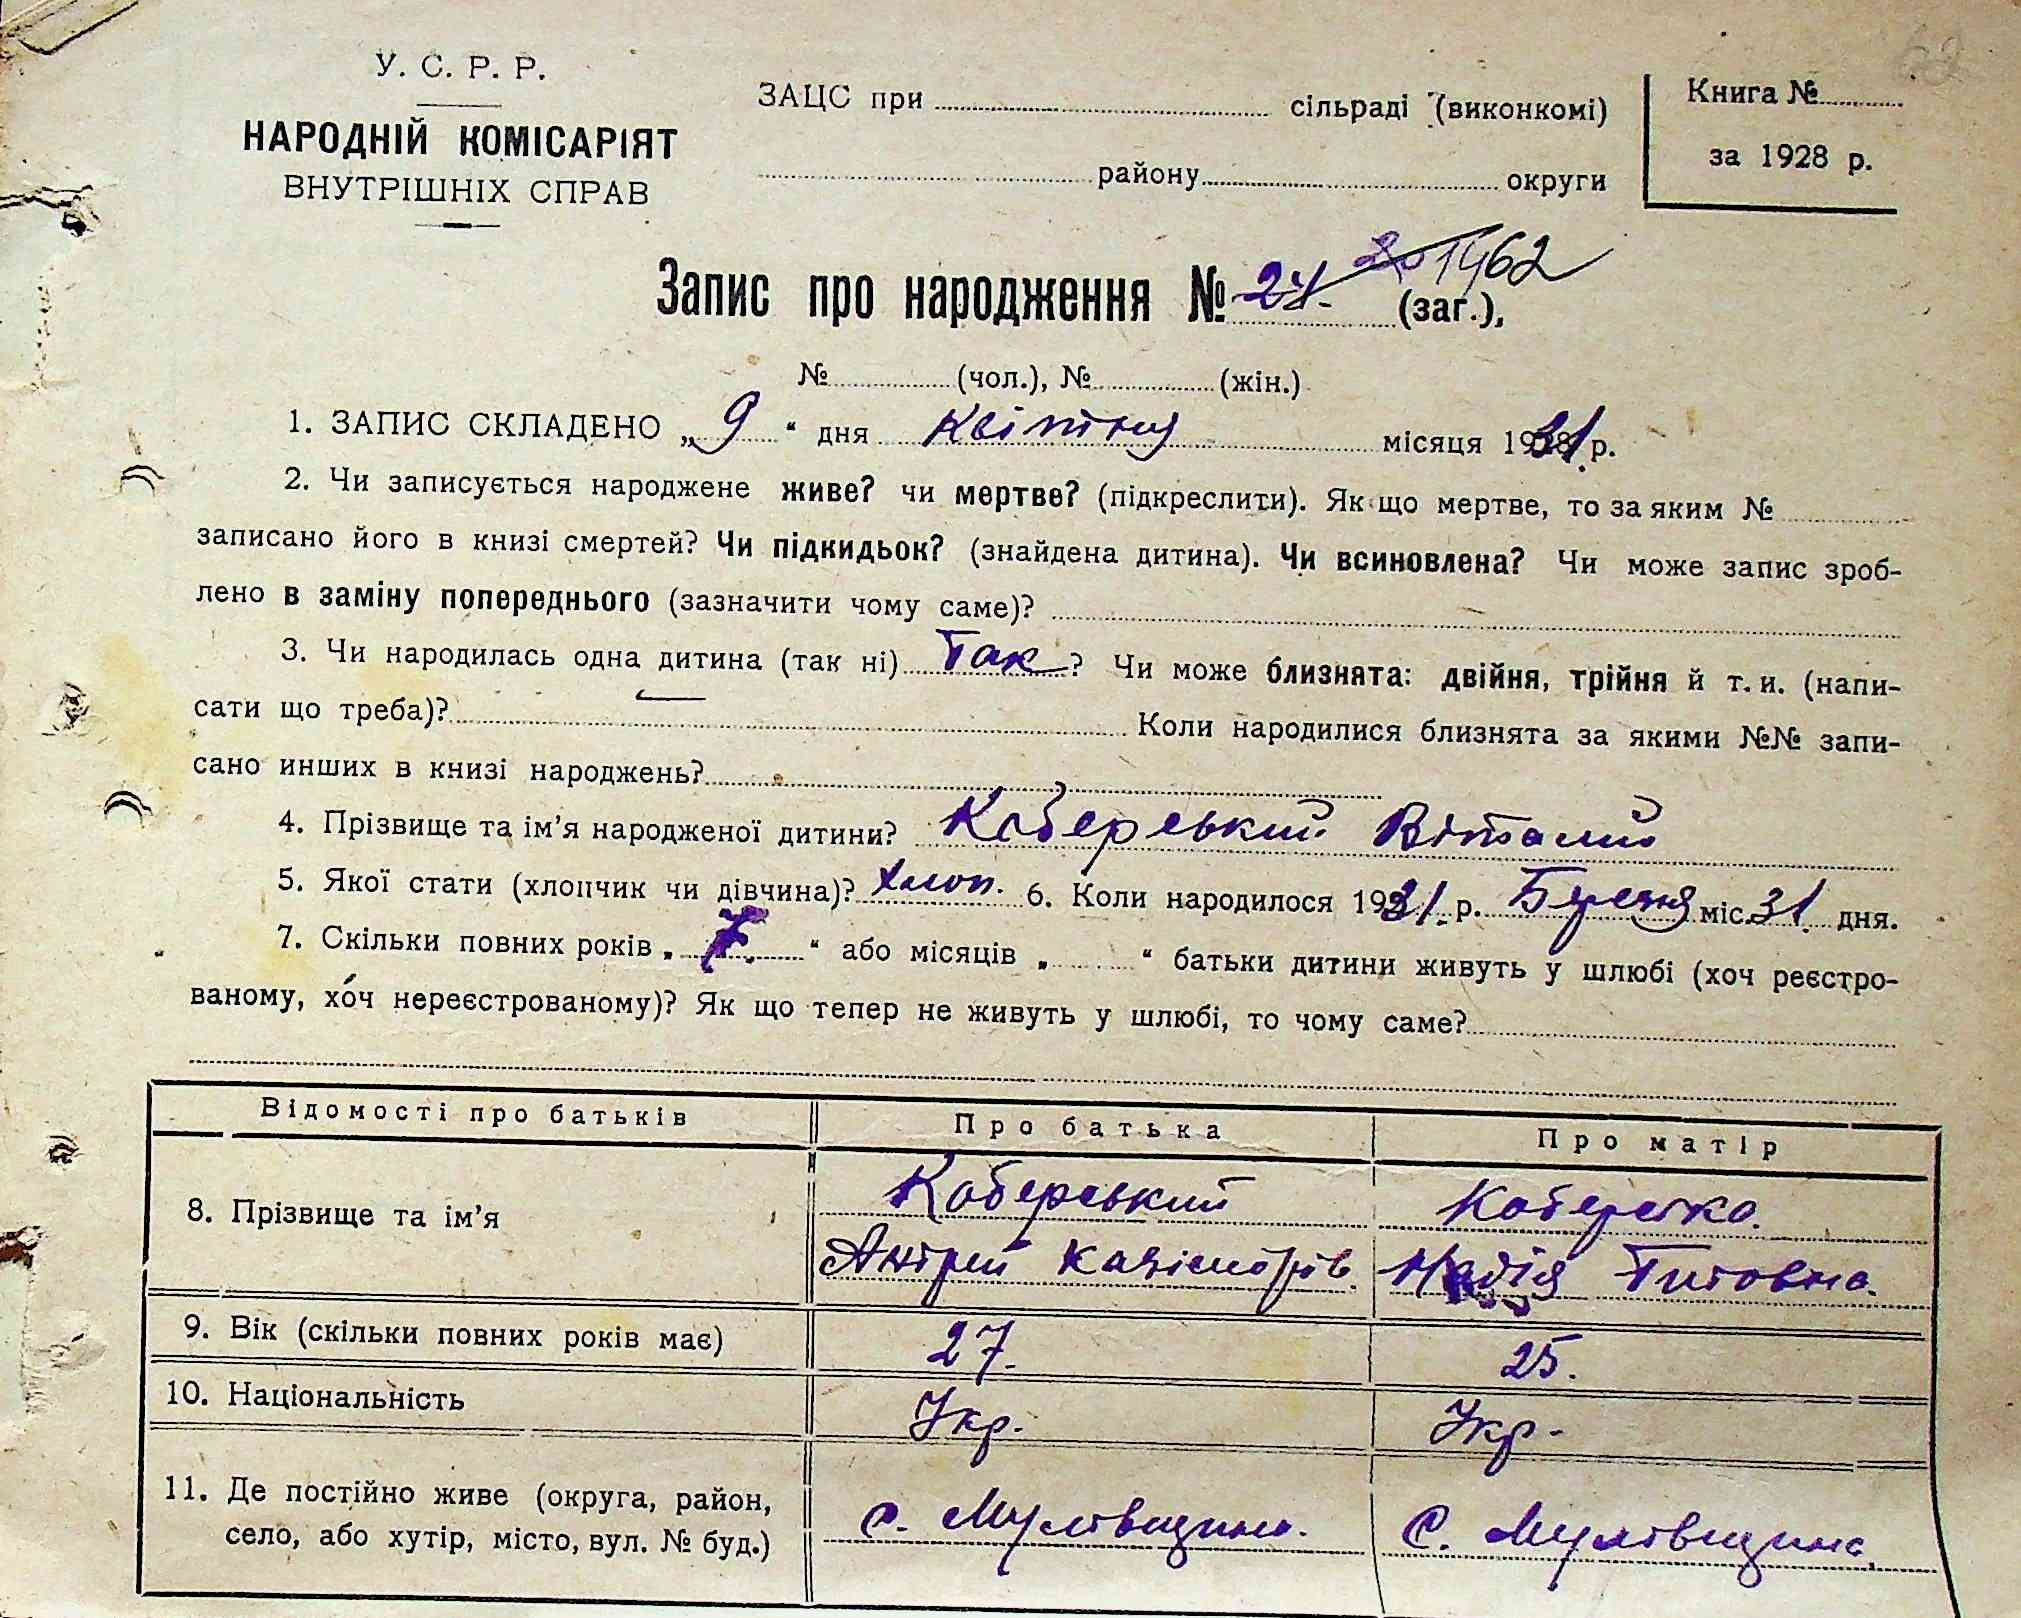 У. С. Р. Р.
НАРОДНІЙ КОМІСАРІЯТ
ВНУТРІШНІХ СПРАВ
ЗАЦС при сільраді (виконкомі)
району округи
Книга №
за 1928 р.
Запис про народження № 24. 62 (заг.),
№ (чол.), № (жін.)
1. ЗАПИС СКЛАДЕНО „ 9 “ дня Квітня місяця 1931 р.
2. Чи записується народжене живе? чи мертве? (підкреслити). Як що мертве, то за яким №
записано його в книзі смертей? Чи підкидьок? (знайдена дитина). Чи всиновлена? Чи може запис зроб-
лено в заміну попереднього (зазначити чому саме)?
3. Чи народилась одна дитина (так ні) Так ? Чи може близнята: двійня, трійня й т. и. (напи-
сати що треба)? Коли народилися близнята за якими №№ запи-
сано инших в книзі народжень?
4. Прізвище та ім'я народженої дитини? Коберський Віталий
5. Якої стати (хлопчик чи дівчина)? Хлоп. 6. Коли народилося 1931. р. Березня міс. 31. дня.
7. Скільки повних років „ 7. “ або місяців „ “ батьки дитини живуть у шлюбі (хоч реєстро-
ваному, хоч нереєстрованому)? Як що тепер не живуть у шлюбі, то чому саме?
Відомості про батьків Про батька Про матір
8. Прізвище та ім'я Коберський
Андрей Казіміров. Надія Титовна.
9. Вік (скільки повних років має) 27. 25.
10. Національність Укр. Укр.
11. Де постійно живе (округа, район,
село, або хутір, місто, вул. № буд.) с. с.